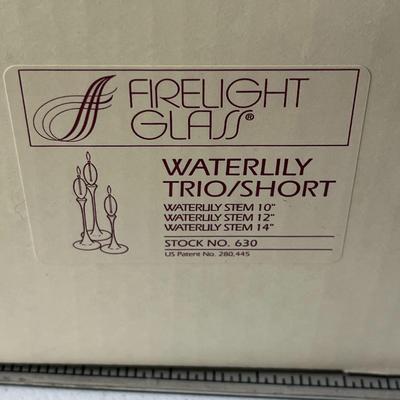 FIRELIGHT
GLASS®
WATERLILY
TRIO/SHORT
WATERLILY STEM 10"
WATERLILY STEM 12"
WATERLILY STEM 14"
STOCK NO. 630
US Patent No. 280,445